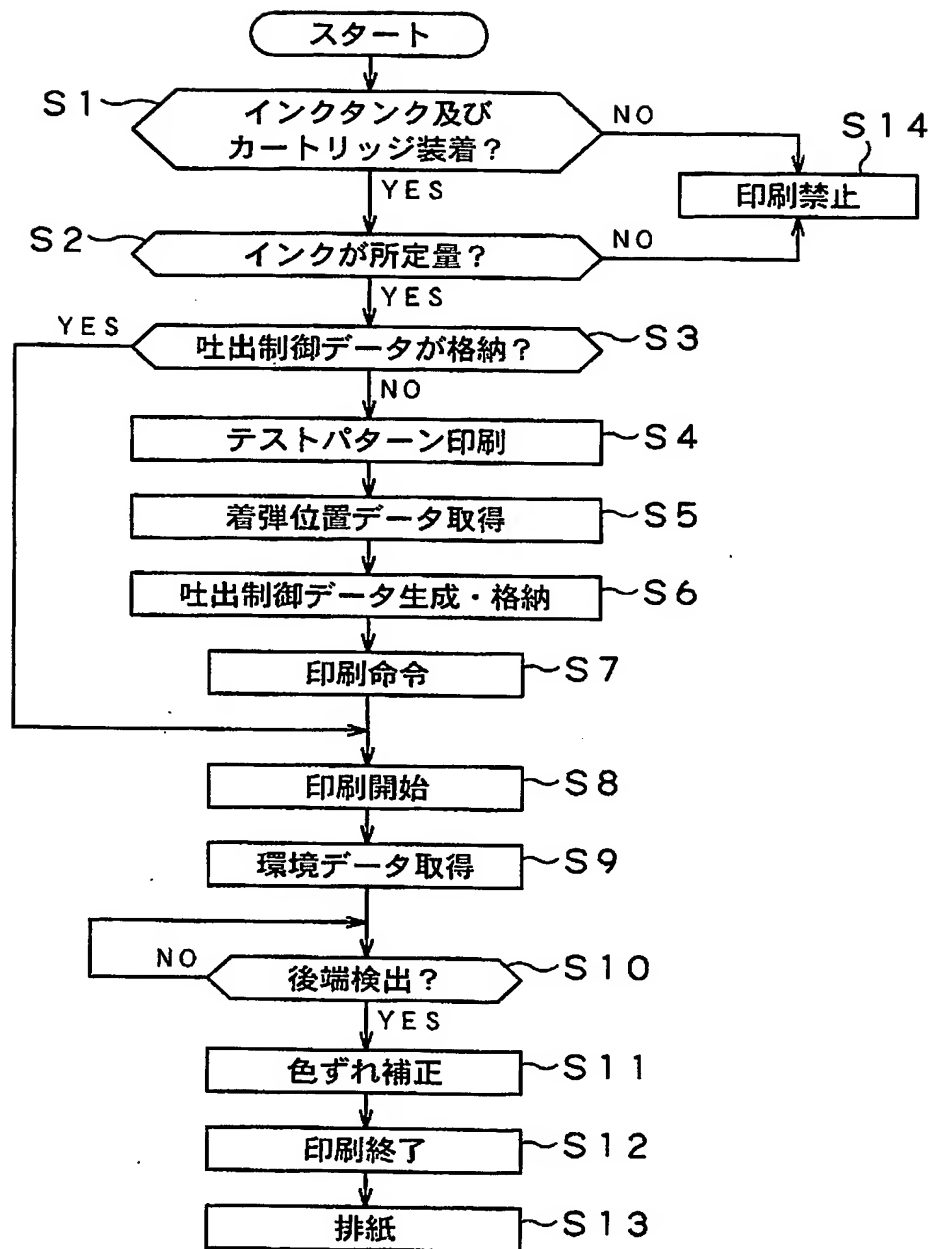 スタート
S1
インクタンク及び
カートリッジ装着？
NO
S14
印刷禁止
YES
S2
インクが所定量？
NO
YES
YES
吐出制御データが格納？
S3
NO
テストパターン印刷
S4
着弾位置データ取得
S5
吐出制御データ生成・格納
S6
印刷命令
S7
印刷開始
S8
環境データ取得
S9
NO
後端検出？
S10
YES
色ずれ補正
S11
印刷終了
S12
排紙
S13